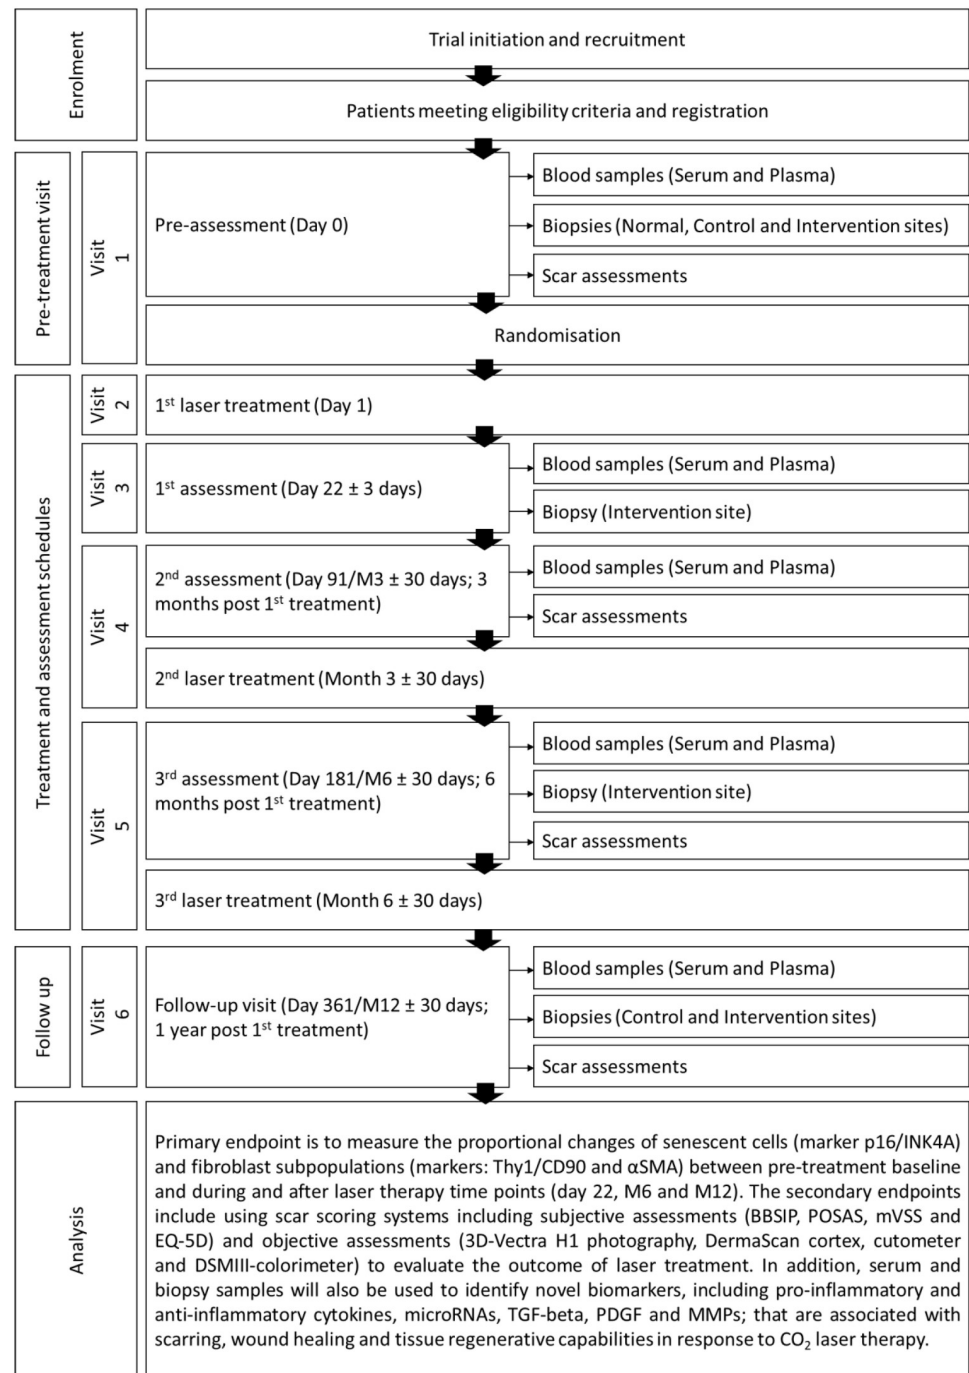 Enrolment
Trial initiation and recruitment
Patients meeting eligibility criteria and registration
Pre-treatment visit
Visit
1
Pre-assessment (Day 0)
Blood samples (Serum and Plasma)
Biopsies (Normal, Control and Intervention sites)
Scar assessments
Randomisation
Treatment and assessment schedules
Visit
2
1st laser treatment (Day 1)
Visit
3
1st assessment (Day 22 ± 3 days)
Blood samples (Serum and Plasma)
Biopsy (Intervention site)
Visit
4
2nd assessment (Day 91/M3 ± 30 days; 3
months post 1st treatment)
Blood samples (Serum and Plasma)
Scar assessments
2nd laser treatment (Month 3 ± 30 days)
Visit
5
3rd assessment (Day 181/M6 ± 30 days; 6
months post 1st treatment)
Blood samples (Serum and Plasma)
Biopsy (Intervention site)
Scar assessments
3rd laser treatment (Month 6 ± 30 days)
Follow up
Visit
6
Follow-up visit (Day 361/M12 ± 30 days;
1 year post 1st treatment)
Blood samples (Serum and Plasma)
Biopsies (Control and Intervention sites)
Scar assessments
Analysis
Primary endpoint is to measure the proportional changes of senescent cells (marker p16/INK4A)
and fibroblast subpopulations (markers: Thy1/CD90 and αSMA) between pre-treatment baseline
and during and after laser therapy time points (day 22, M6 and M12). The secondary endpoints
include using scar scoring systems including subjective assessments (BBSIP, POSAS, mVSS and
EQ-5D) and objective assessments (3D-Vectra H1 photography, DermaScan cortex, cutometer
and DSMIII-colorimeter) to evaluate the outcome of laser treatment. In addition, serum and
biopsy samples will also be used to identify novel biomarkers, including pro-inflammatory and
anti-inflammatory cytokines, microRNAs, TGF-beta, PDGF and MMPs; that are associated with
scarring, wound healing and tissue regenerative capabilities in response to CO₂ laser therapy.